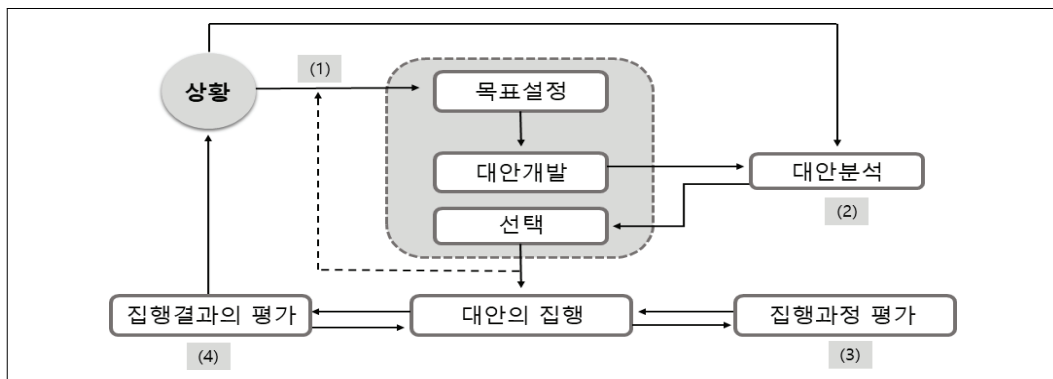 (1)
상황
목표설정
대안개발
대안분석
(2)
선택
집행결과의 평가
대안의 집행
집행과정 평가
(4)
(3)